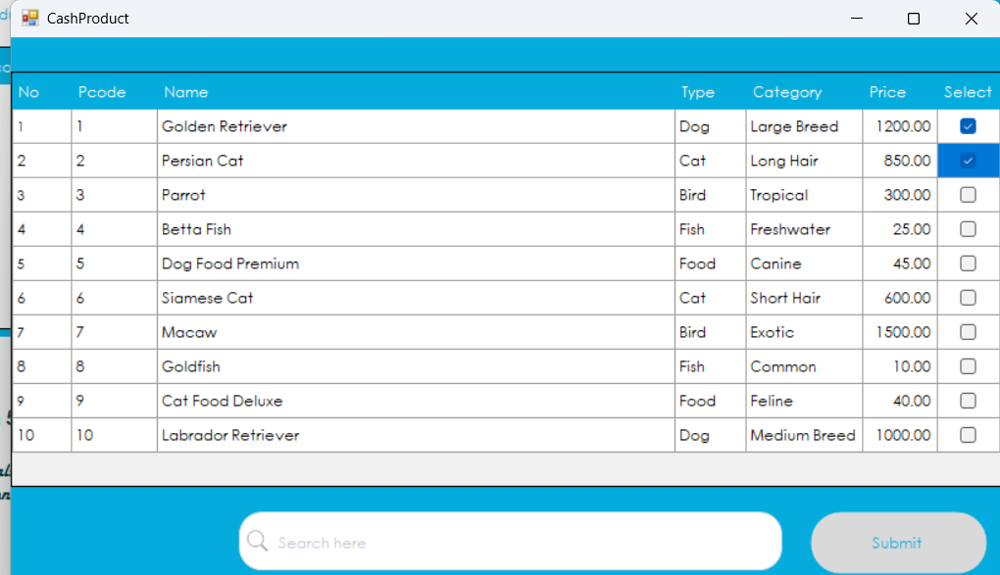 CashProduct
No Pcode Name Type Category Price Select
1 1 Golden Retriever Dog Large Breed 1200.00
2 2 Persian Cat Cat Long Hair 850.00
3 3 Parrot Bird Tropical 300.00
4 4 Betta Fish Fish Freshwater 25.00
5 5 Dog Food Premium Food Canine 45.00
6 6 Siamese Cat Cat Short Hair 600.00
7 7 Macaw Bird Exotic 1500.00
8 8 Goldfish Fish Common 10.00
9 9 Cat Food Deluxe Food Feline 40.00
10 10 Labrador Retriever Dog Medium Breed 1000.00
Search here
Submit